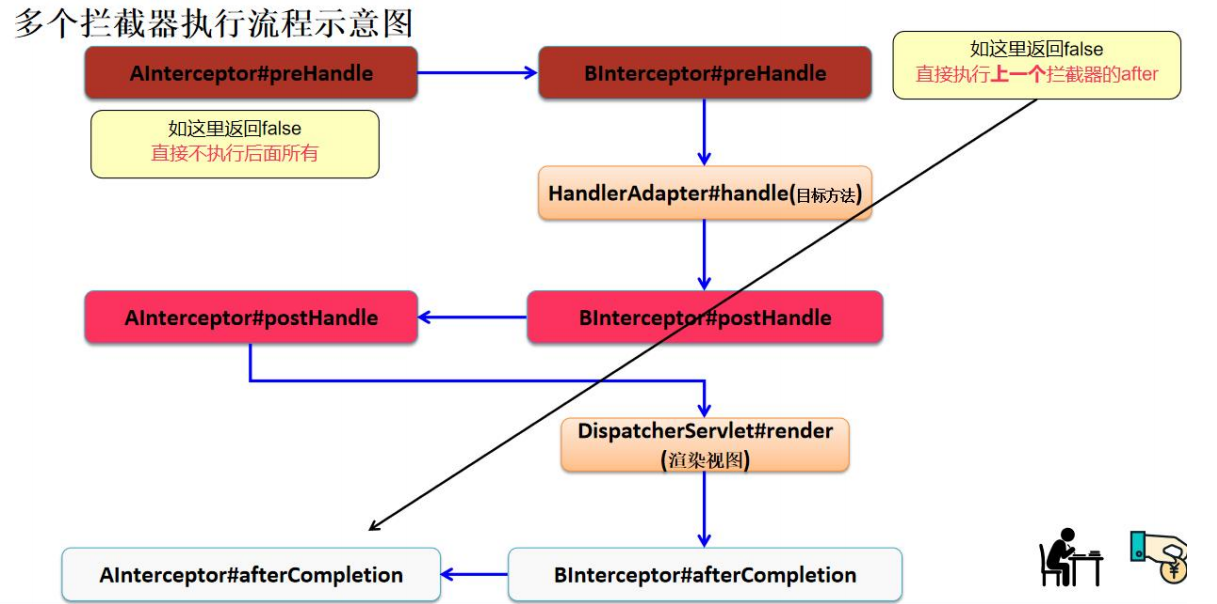 多个拦截器执行流程示意图
AInterceptor#preHandle
BInterceptor#preHandle
如这里返回false
直接执行上一个拦截器的after
如这里返回false
直接不执行后面所有
HandlerAdapter#handle(目标方法)
AInterceptor#postHandle
BInterceptor#postHandle
DispatcherServlet#render
(渲染视图)
AInterceptor#afterCompletion
BInterceptor#afterCompletion
¥